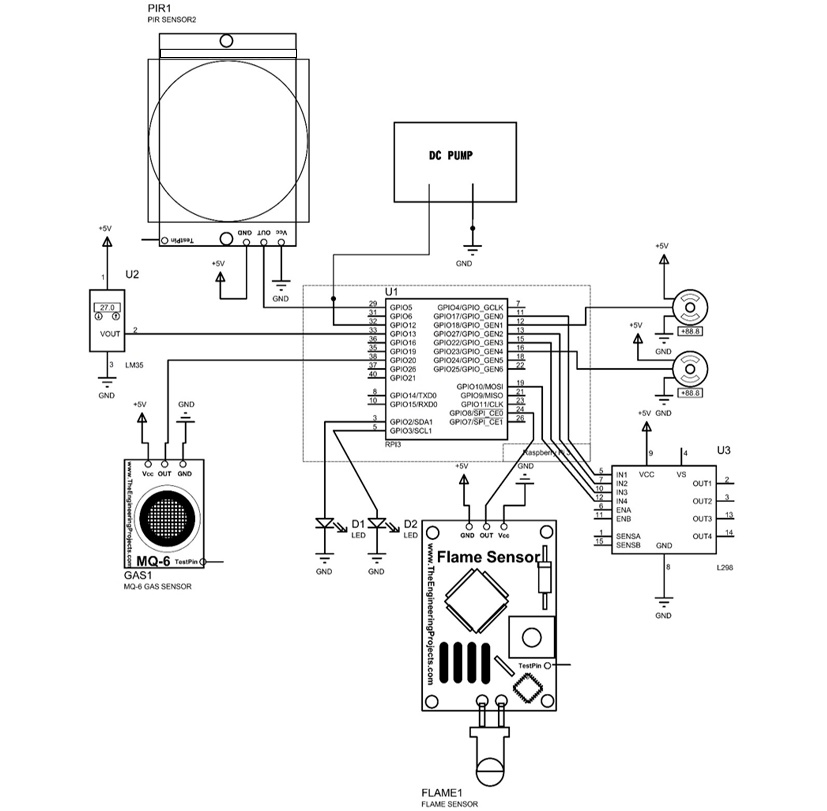 PIR1
PIR SENSOR2
TestPin
GND
OUT
Vcc
+5V
GND
DC PUMP
GND
+5V
U2
1
27.0
VOUT
2
3
LM35
GND
U1
29
31
32
33
36
35
38
37
40
8
10
3
5
GPIO5
GPIO6
GPIO12
GPIO13
GPIO16
GPIO19
GPIO20
GPIO26
GPIO21
GPIO14/TXD0
GPIO15/RXD0
GPIO2/SDA1
GPIO3/SCL1
GPIO4/GPIO_GCLK
GPIO17/GPIO_GEN0
GPIO18/GPIO_GEN1
GPIO27/GPIO_GEN2
GPIO22/GPIO_GEN3
GPIO23/GPIO_GEN4
GPIO24/GPIO_GEN5
GPIO25/GPIO_GEN6
GPIO10/MOSI
GPIO9/MISO
GPIO11/CLK
GPIO8/SPI_CE0
GPIO7/SPI_CE1
7
11
12
13
15
16
18
22
19
21
23
24
26
RPI3
Raspberry Pi 3
+5V
GND
+88.8
+5V
GND
+88.8
+5V
GND
Vcc OUT GND
www.TheEngineeringProjects.com
MQ-6
TestPin
GAS1
MQ-6 GAS SENSOR
D1
LED
GND
D2
LED
GND
+5V
GND
GND OUT Vcc
Flame Sensor
www.TheEngineeringProjects.com
TestPin
FLAME1
FLAME SENSOR
+5V
U3
9
4
VCC
VS
5
7
10
12
6
11
1
15
IN1
IN2
IN3
IN4
ENA
ENB
SENSA
SENSB
OUT1
OUT2
OUT3
OUT4
2
3
13
14
GND
8
L298
GND